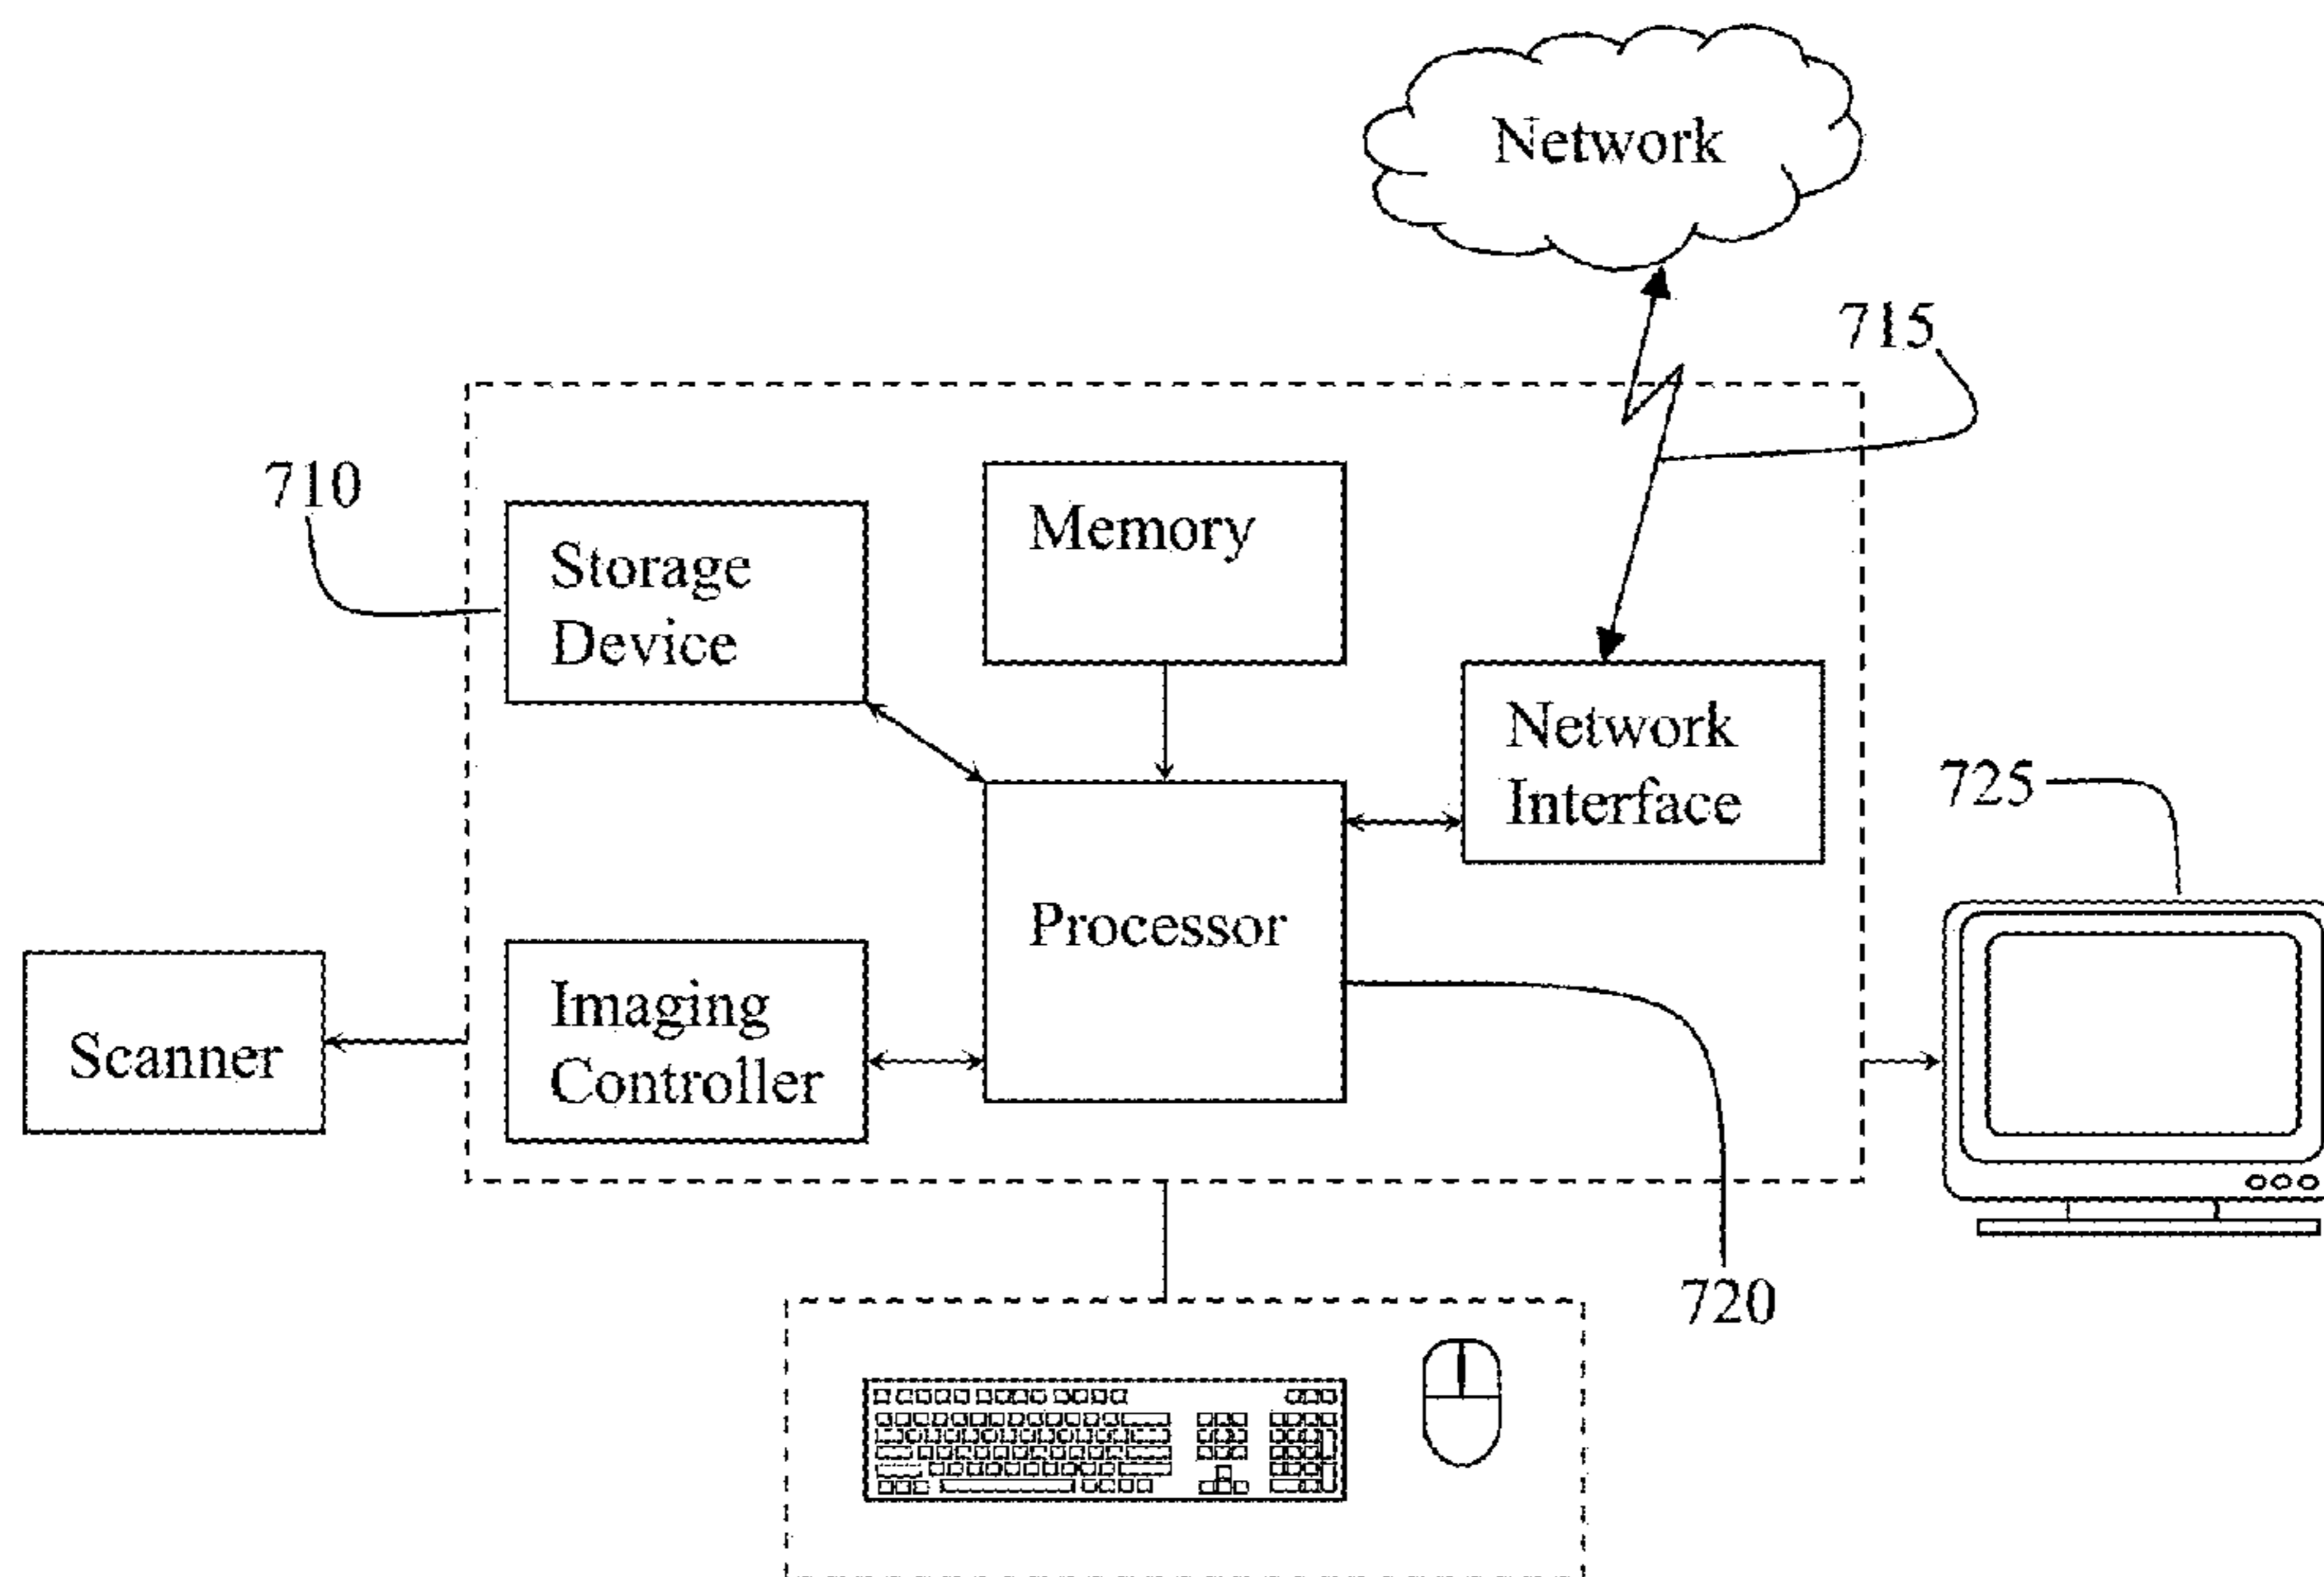 Network
715
710
Memory
Storage
Device
Network
Interface
725
Processor
Imaging
Controller
Scanner
720